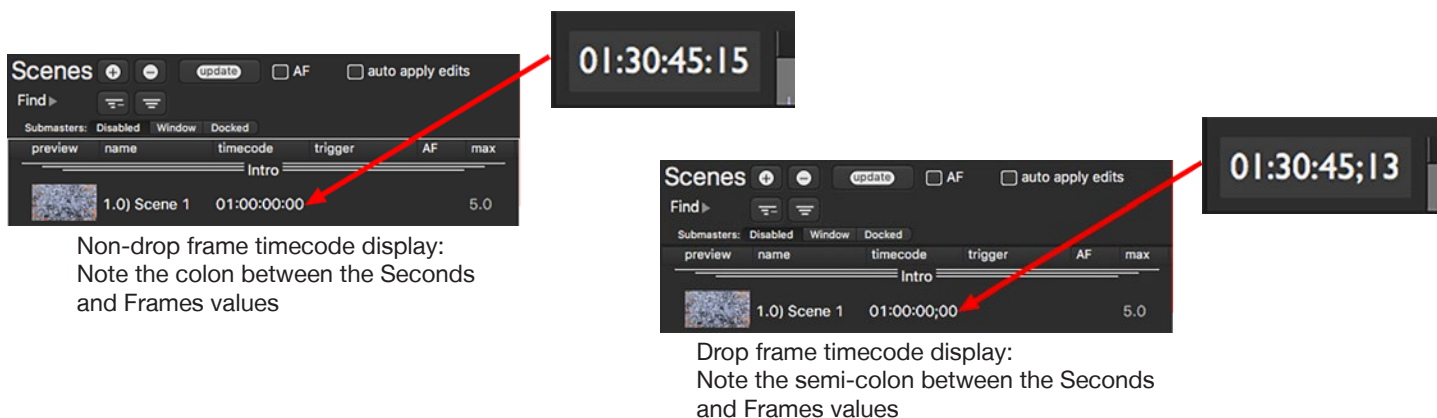 01:30:45:15
Scenes update AF auto apply edits
Find
Submasters: Disabled Window Docked
preview name timecode trigger AF max
Intro
1.0) Scene 1 01:00:00:00 5.0
Non-drop frame timecode display:
Note the colon between the Seconds
and Frames values
01:30:45;13
Scenes update AF auto apply edits
Find
Submasters: Disabled Window Docked
preview name timecode trigger AF max
Intro
1.0) Scene 1 01:00:00;00 5.0
Drop frame timecode display:
Note the semi-colon between the Seconds
and Frames values